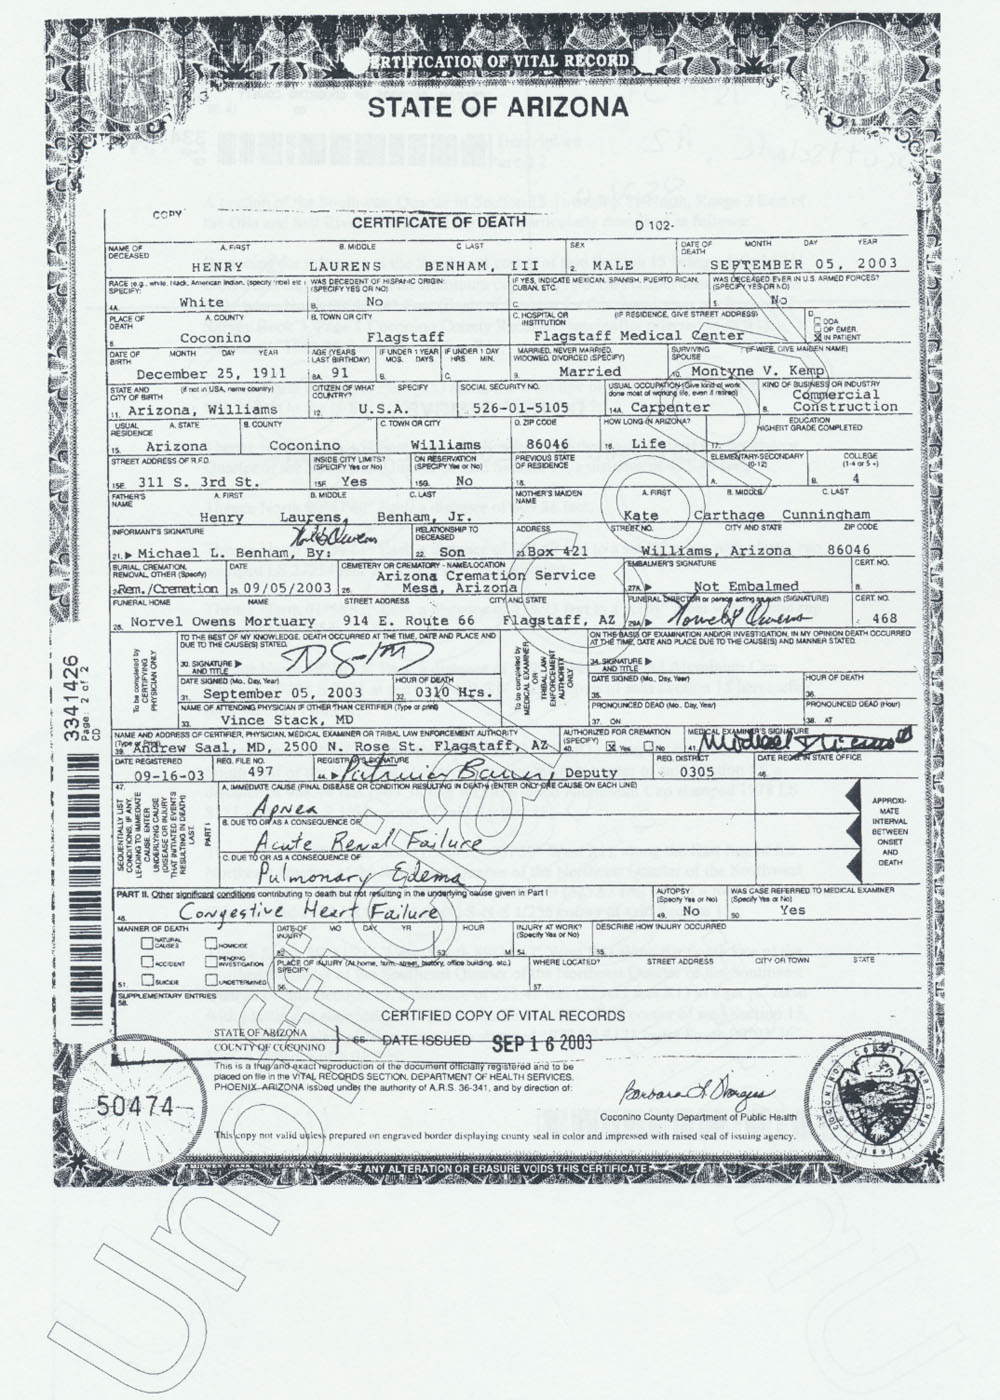 CERTIFICATION OF VITAL RECORD
STATE OF ARIZONA
COPY
CERTIFICATE OF DEATH D 102-
NAME OF DECEASED A. FIRST B. MIDDLE C. LAST SEX DATE OF DEATH MONTH DAY YEAR
HENRY LAURENS BENHAM, III 2. MALE SEPTEMBER 05, 2003
RACE (e.g., white, black, American Indian, (specify tribe) etc.) SPECIFY: WAS DECEDENT OF HISPANIC ORIGIN: (SPECIFY YES OR NO) IF YES, INDICATE MEXICAN, SPANISH, PUERTO RICAN, CUBAN, ETC. WAS DECEASED EVER IN U.S. ARMED FORCES? (SPECIFY YES OR NO)
4A. White B. No C. 5. No
PLACE OF DEATH A. COUNTY B. TOWN OR CITY C. HOSPITAL OR INSTITUTION (IF RESIDENCE, GIVE STREET ADDRESS) D. DOA OP EMER. IN PATIENT
6. Coconino Flagstaff Flagstaff Medical Center
DATE OF BIRTH MONTH DAY YEAR AGE (YEARS LAST BIRTHDAY) IF UNDER 1 YEAR MOS. DAYS IF UNDER 1 DAY HRS. MIN. MARRIED, NEVER MARRIED, WIDOWED, DIVORCED (SPECIFY) SURVIVING SPOUSE (IF WIFE, GIVE MAIDEN NAME)
December 25, 1911 8A. 91 B. C. 9. Married 10. Montyne V. Kemp
STATE AND CITY OF BIRTH (if not in USA, name country) CITIZEN OF WHAT COUNTRY? SPECIFY SOCIAL SECURITY NO. USUAL OCCUPATION (Give kind of work done most of working life, even if retired) KIND OF BUSINESS OR INDUSTRY
11. Arizona, Williams 12. U.S.A. 526-01-5105 14A. Carpenter B. Commercial Construction
USUAL RESIDENCE A. STATE B. COUNTY C. TOWN OR CITY D. ZIP CODE HOW LONG IN ARIZONA? EDUCATION HIGHEST GRADE COMPLETED
15. Arizona Coconino Williams 86046 16. Life 17.
STREET ADDRESS OF R.F.D. INSIDE CITY LIMITS? (SPECIFY Yes or No) ON RESERVATION (SPECIFY Yes or No) PREVIOUS STATE OF RESIDENCE ELEMENTARY-SECONDARY (0-12) COLLEGE (1-4 or 5 +)
15E. 311 S. 3rd St. 15F. Yes 15G. No 18. A. B. 4
FATHER'S NAME A. FIRST B. MIDDLE C. LAST MOTHER'S MAIDEN NAME A. FIRST B. MIDDLE C. LAST
Henry Laurens, Benham, Jr. Kate Carthage Cunningham
INFORMANT'S SIGNATURE RELATIONSHIP TO DECEASED ADDRESS STREET NO. CITY AND STATE ZIP CODE
21. Michael L. Benham, By: 22. Son 23. Box 421 Williams, Arizona 86046
BURIAL, CREMATION, REMOVAL, OTHER (Specify) DATE CEMETERY OR CREMATORY - NAME/LOCATION EMBALMER'S SIGNATURE CERT. NO.
Rem./Cremation 25. 09/05/2003 26. Arizona Cremation Service Mesa, Arizona 27A. Not Embalmed B.
FUNERAL HOME NAME STREET ADDRESS CITY AND STATE FUNERAL DIRECTOR or person acting as such (SIGNATURE) CERT. NO.
28. Norvel Owens Mortuary 914 E. Route 66 Flagstaff, AZ 29A. Norvel Owens 468
To be completed by CERTIFYING PHYSICIAN ONLY
TO THE BEST OF MY KNOWLEDGE, DEATH OCCURRED AT THE TIME, DATE AND PLACE AND DUE TO THE CAUSE(S) STATED.
30. SIGNATURE AND TITLE
DATE SIGNED (Mo., Day, Year) HOUR OF DEATH
31. September 05, 2003 32. 0310 Hrs.
NAME OF ATTENDING PHYSICIAN IF OTHER THAN CERTIFIER (Type or print)
33. Vince Stack, MD
To be completed by MEDICAL EXAMINER OR TRIBAL LAW ENFORCEMENT AUTHORITY ONLY
ON THE BASIS OF EXAMINATION AND/OR INVESTIGATION, IN MY OPINION DEATH OCCURRED AT THE TIME, DATE AND PLACE DUE TO THE CAUSE(S) AND MANNER STATED.
34. SIGNATURE AND TITLE
DATE SIGNED (Mo., Day, Year) HOUR OF DEATH
35. 36.
PRONOUNCED DEAD (Mo., Day, Year) PRONOUNCED DEAD (Hour)
37. ON 38. AT
NAME AND ADDRESS OF CERTIFIER, PHYSICIAN, MEDICAL EXAMINER OR TRIBAL LAW ENFORCEMENT AUTHORITY (Type or Print) AUTHORIZED FOR CREMATION (SPECIFY) MEDICAL EXAMINER'S SIGNATURE
39. Andrew Saal, MD, 2500 N. Rose St. Flagstaff, AZ 40. Yes No 41.
DATE REGISTERED REG. FILE NO. REGISTRAR'S SIGNATURE REG. DISTRICT DATE REC'D IN STATE OFFICE
09-16-03 497 44. Deputy 0305 46.
47. A. IMMEDIATE CAUSE (FINAL DISEASE OR CONDITION RESULTING IN DEATH) (ENTER ONLY ONE CAUSE ON EACH LINE)
SEQUENTIALLY LIST CONDITIONS, IF ANY, LEADING TO IMMEDIATE CAUSE. ENTER UNDERLYING CAUSE (DISEASE OR INJURY THAT INITIATED EVENTS RESULTING IN DEATH) LAST.
PART I
Apnea
B. DUE TO OR AS A CONSEQUENCE OF
Acute Renal Failure
C. DUE TO OR AS A CONSEQUENCE OF
Pulmonary Edema
APPROXIMATE INTERVAL BETWEEN ONSET AND DEATH
PART II. Other significant conditions contributing to death but not resulting in the underlying cause given in Part I AUTOPSY (Specify Yes or No) WAS CASE REFERRED TO MEDICAL EXAMINER (Specify Yes or No)
48. Congestive Heart Failure 49. No 50 Yes
MANNER OF DEATH DATE OF INJURY MO DAY YR HOUR INJURY AT WORK? (Specify Yes or No) DESCRIBE HOW INJURY OCCURRED
NATURAL CAUSES HOMICIDE 52. 53. M 54. 55.
ACCIDENT PENDING INVESTIGATION PLACE OF INJURY (At home, farm, street, factory, office building, etc.) SPECIFY WHERE LOCATED? STREET ADDRESS CITY OR TOWN STATE
51. SUICIDE UNDETERMINED 56. 57.
SUPPLEMENTARY ENTRIES
58.
CERTIFIED COPY OF VITAL RECORDS
STATE OF ARIZONA
COUNTY OF COCONINO } SS DATE ISSUED SEP 16 2003
This is a true and exact reproduction of the document officially registered and to be
placed on file in the VITAL RECORDS SECTION, DEPARTMENT OF HEALTH SERVICES,
PHOENIX, ARIZONA issued under the authority of A.R.S. 36-341, and by direction of:
50474
Coconino County Department of Public Health
This copy not valid unless prepared on engraved border displaying county seal in color and impressed with raised seal of issuing agency.
MIDWEST BANK NOTE COMPANY
ANY ALTERATION OR ERASURE VOIDS THIS CERTIFICATE
3341426
Page: 2 of 2
CD
COCONINO COUNTY ARIZONA 1891
Unofficial Copy